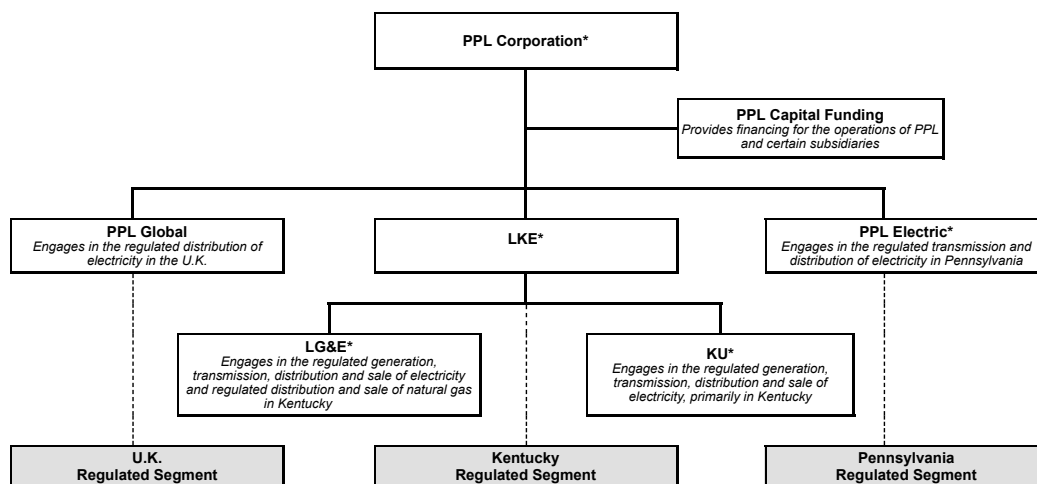 PPL Corporation*
PPL Capital Funding
Provides financing for the operations of PPL
and certain subsidiaries
PPL Global
Engages in the regulated distribution of
electricity in the U.K.
LKE*
PPL Electric*
Engages in the regulated transmission and
distribution of electricity in Pennsylvania
LG&E*
Engages in the regulated generation,
transmission, distribution and sale of electricity
and regulated distribution and sale of natural gas
in Kentucky
KU*
Engages in the regulated generation,
transmission, distribution and sale of
electricity, primarily in Kentucky
U.K.
Regulated Segment
Kentucky
Regulated Segment
Pennsylvania
Regulated Segment